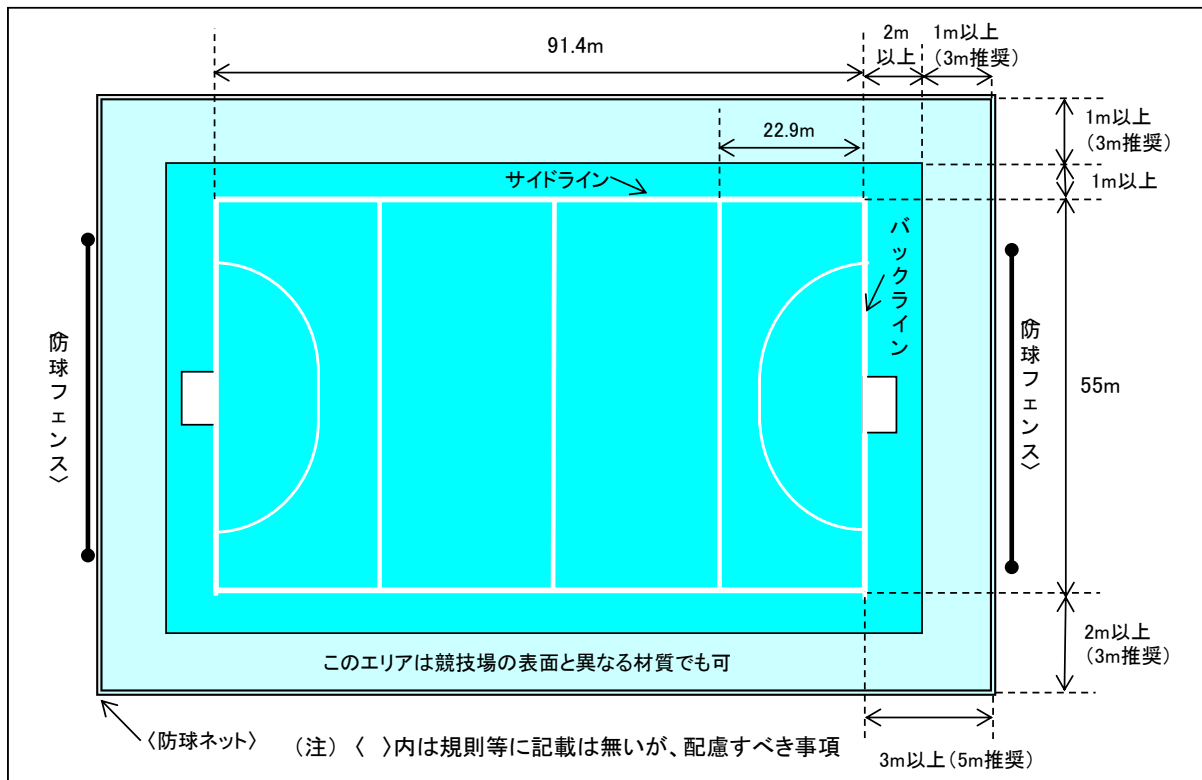 91.4m
2m
以上
1m以上
（3m推奨）
1m以上
（3m推奨）
22.9m
サイドライン
1m以上
バックライン
〈防球フェンス〉
〈防球フェンス〉
55m
2m以上
（3m推奨）
このエリアは競技場の表面と異なる材質でも可
〈防球ネット〉
（注）〈　〉内は規則等に記載は無いが、配慮すべき事項
3m以上（5m推奨）